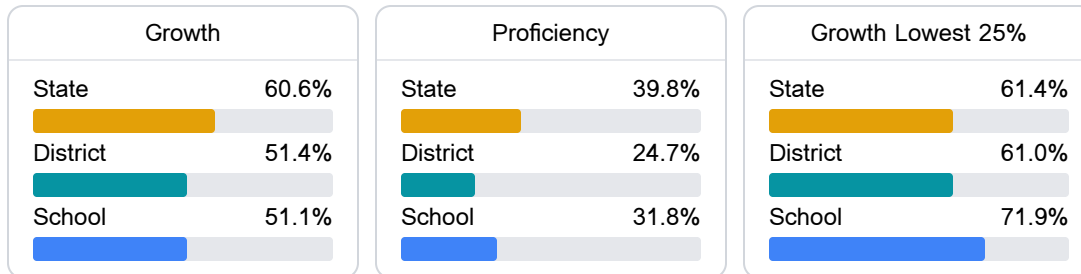 Growth
State 60.6%
District 51.4%
School 51.1%
Proficiency
State 39.8%
District 24.7%
School 31.8%
Growth Lowest 25%
State 61.4%
District 61.0%
School 71.9%